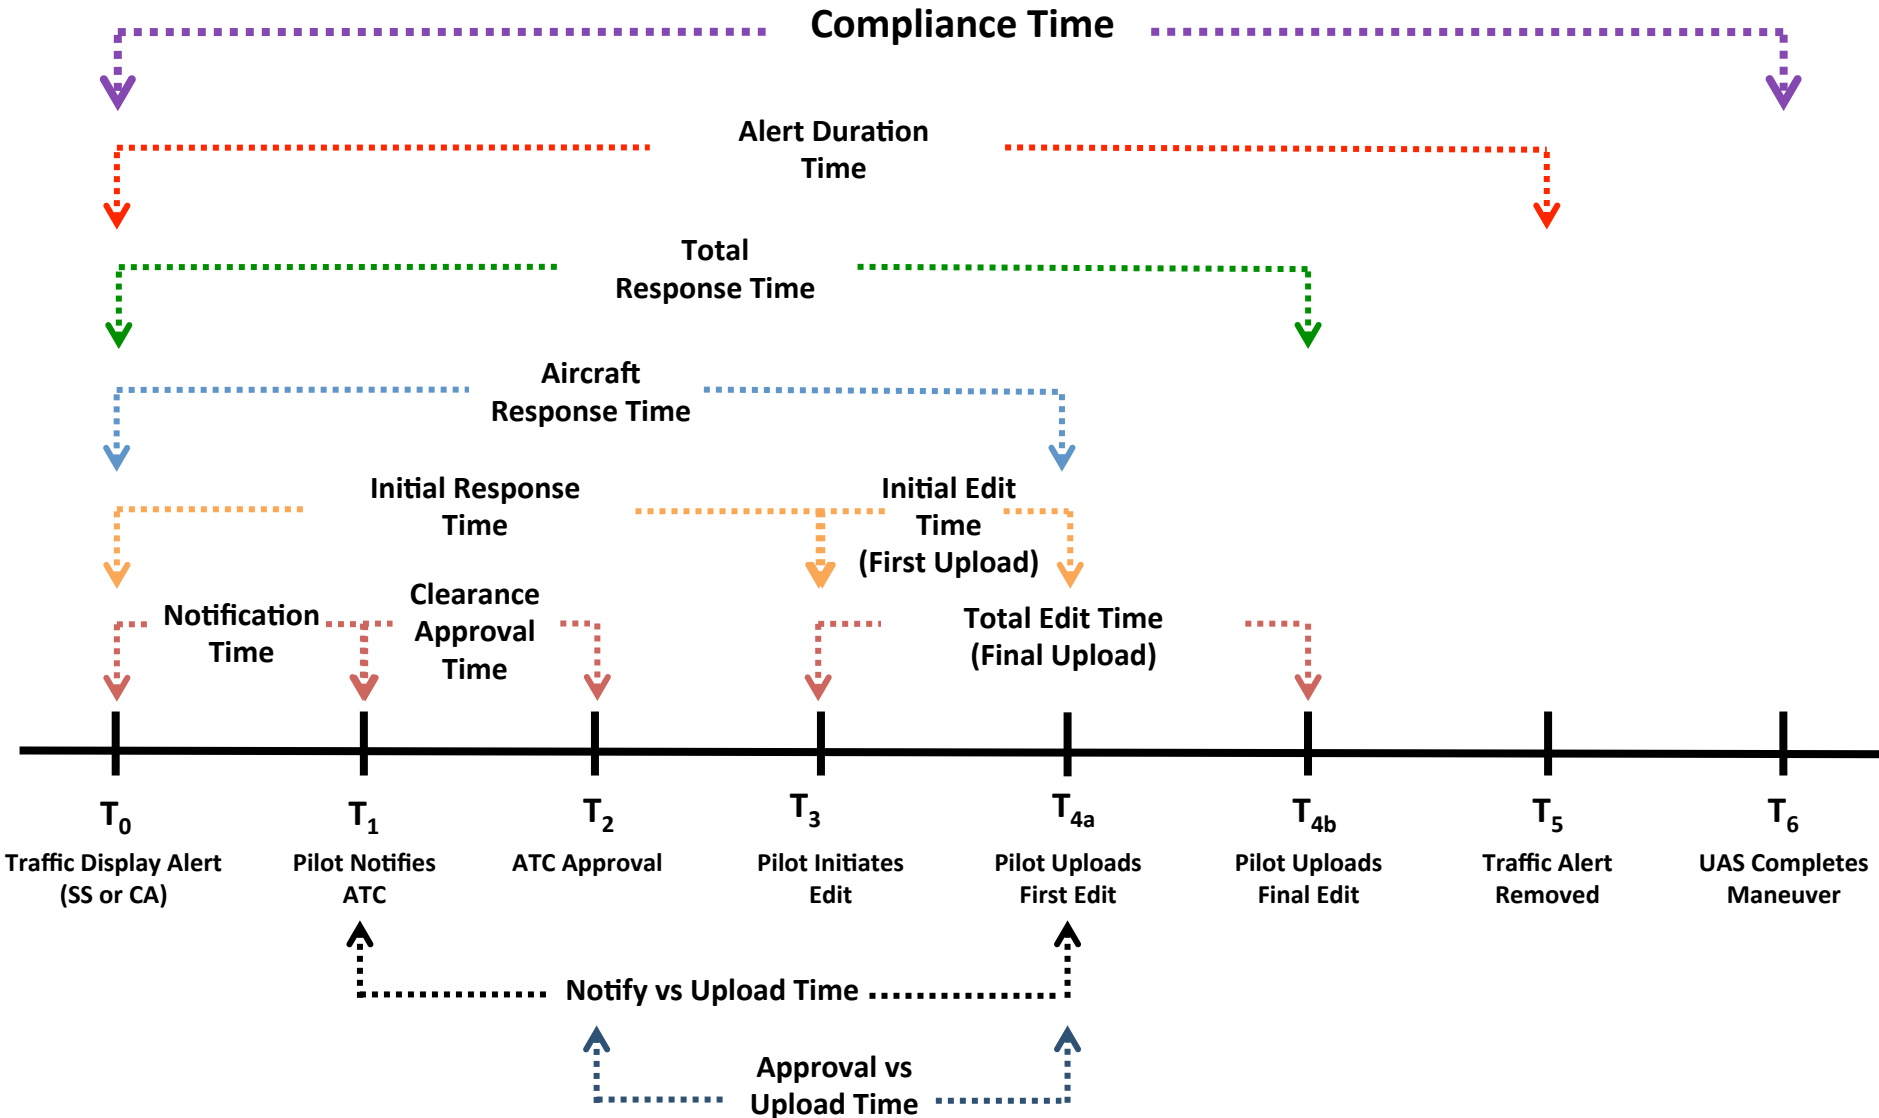 Compliance Time
Alert Duration
Time
Total
Response Time
Aircraft
Response Time
Initial Response
Time
Initial Edit
Time
(First Upload)
Notification
Time
Clearance
Approval
Time
Total Edit Time
(Final Upload)
T0
T1
T2
T3
T4a
T4b
T5
T6
Traffic Display Alert
(SS or CA)
Pilot Notifies
ATC
ATC Approval
Pilot Initiates
Edit
Pilot Uploads
First Edit
Pilot Uploads
Final Edit
Traffic Alert
Removed
UAS Completes
Maneuver
Notify vs Upload Time
Approval vs
Upload Time